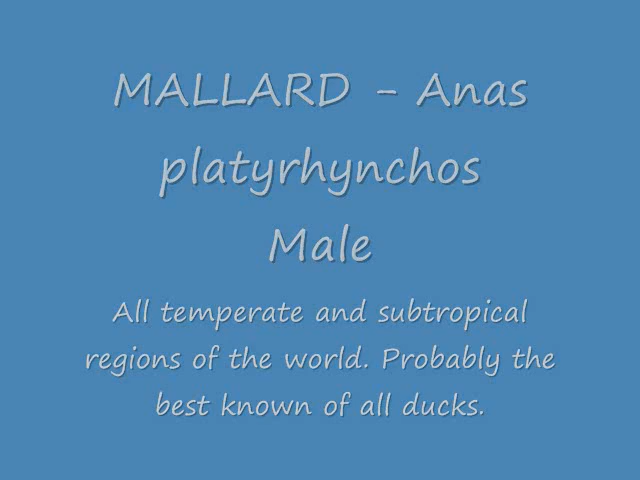 MALLARD - Anas
platyrhynchos
Male
All temperate and subtropical
regions of the world. Probably the
best known of all ducks.